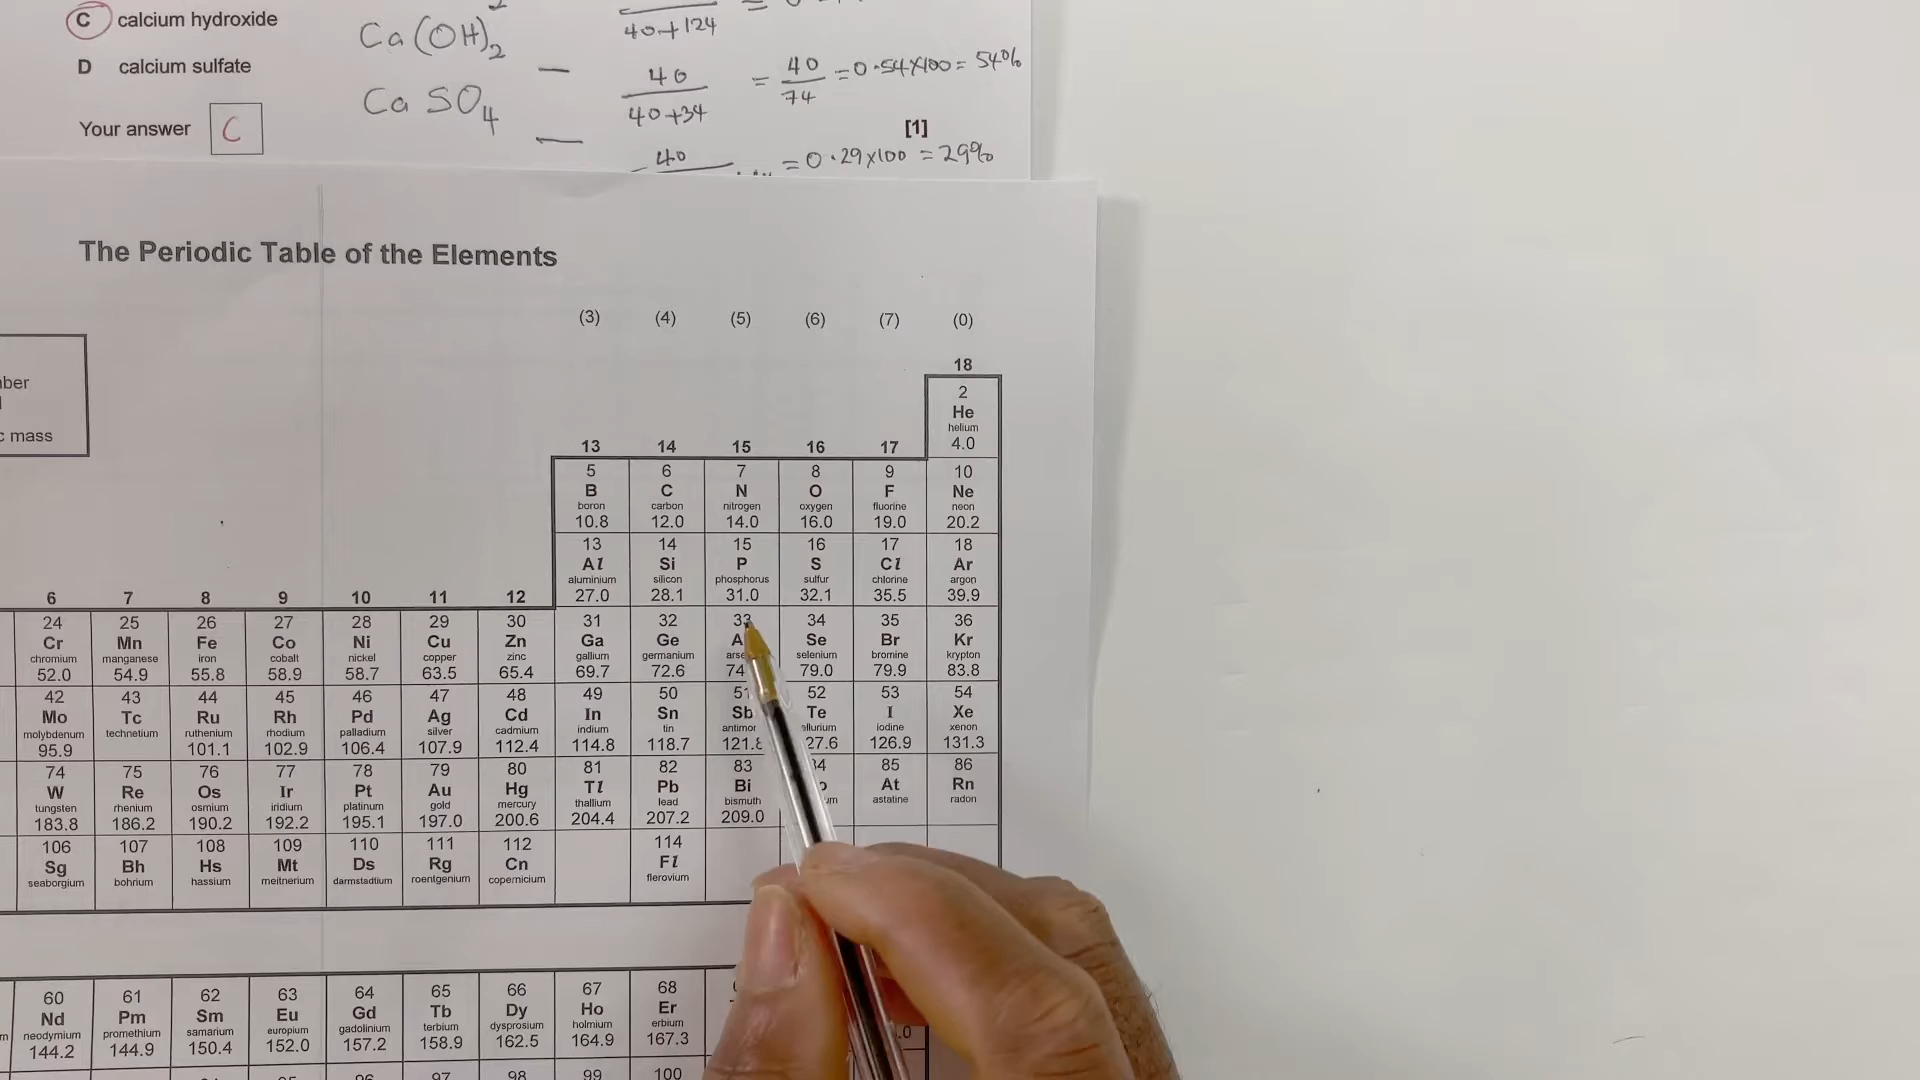 C calcium hydroxide
D calcium sulfate
Your answer C
[1]
Ca(OH)2
CaSO4
40+124
40 / 40+34 = 40 / 74 = 0.54x100 = 54%
40 = 0.29x100 = 29%
The Periodic Table of the Elements
(3) (4) (5) (6) (7) (0)
mass
18
2
He
helium
4.0
13 14 15 16 17
5 6 7 8 9 10
B C N O F Ne
boron carbon nitrogen oxygen fluorine neon
10.8 12.0 14.0 16.0 19.0 20.2
13 14 15 16 17 18
Al Si P S Cl Ar
aluminium silicon phosphorus sulfur chlorine argon
27.0 28.1 31.0 32.1 35.5 39.9
6 7 8 9 10 11 12
24 25 26 27 28 29 30 31 32 33 34 35 36
Cr Mn Fe Co Ni Cu Zn Ga Ge Se Br Kr
chromium manganese iron cobalt nickel copper zinc gallium germanium selenium bromine krypton
52.0 54.9 55.8 58.9 58.7 63.5 65.4 69.7 72.6 79.0 79.9 83.8
42 43 44 45 46 47 48 49 50 51 52 53 54
Mo Tc Ru Rh Pd Ag Cd In Sn Sb Te I Xe
molybdenum technetium ruthenium rhodium palladium silver cadmium indium tin iodine xenon
95.9 101.1 102.9 106.4 107.9 112.4 114.8 118.7 126.9 131.3
74 75 76 77 78 79 80 81 82 83 85 86
W Re Os Ir Pt Au Hg Tl Pb Bi At Rn
tungsten rhenium osmium iridium platinum gold mercury thallium lead bismuth astatine radon
183.8 186.2 190.2 192.2 195.1 197.0 200.6 204.4 207.2 209.0
106 107 108 109 110 111 112 114
Sg Bh Hs Mt Ds Rg Cn Fl
seaborgium bohrium hassium meitnerium darmstadtium roentgenium copernicium flerovium
60 61 62 63 64 65 66 67 68
Nd Pm Sm Eu Gd Tb Dy Ho Er
neodymium promethium samarium europium gadolinium terbium dysprosium holmium erbium
144.2 144.9 150.4 152.0 157.2 158.9 162.5 164.9 167.3
97 98 99 100